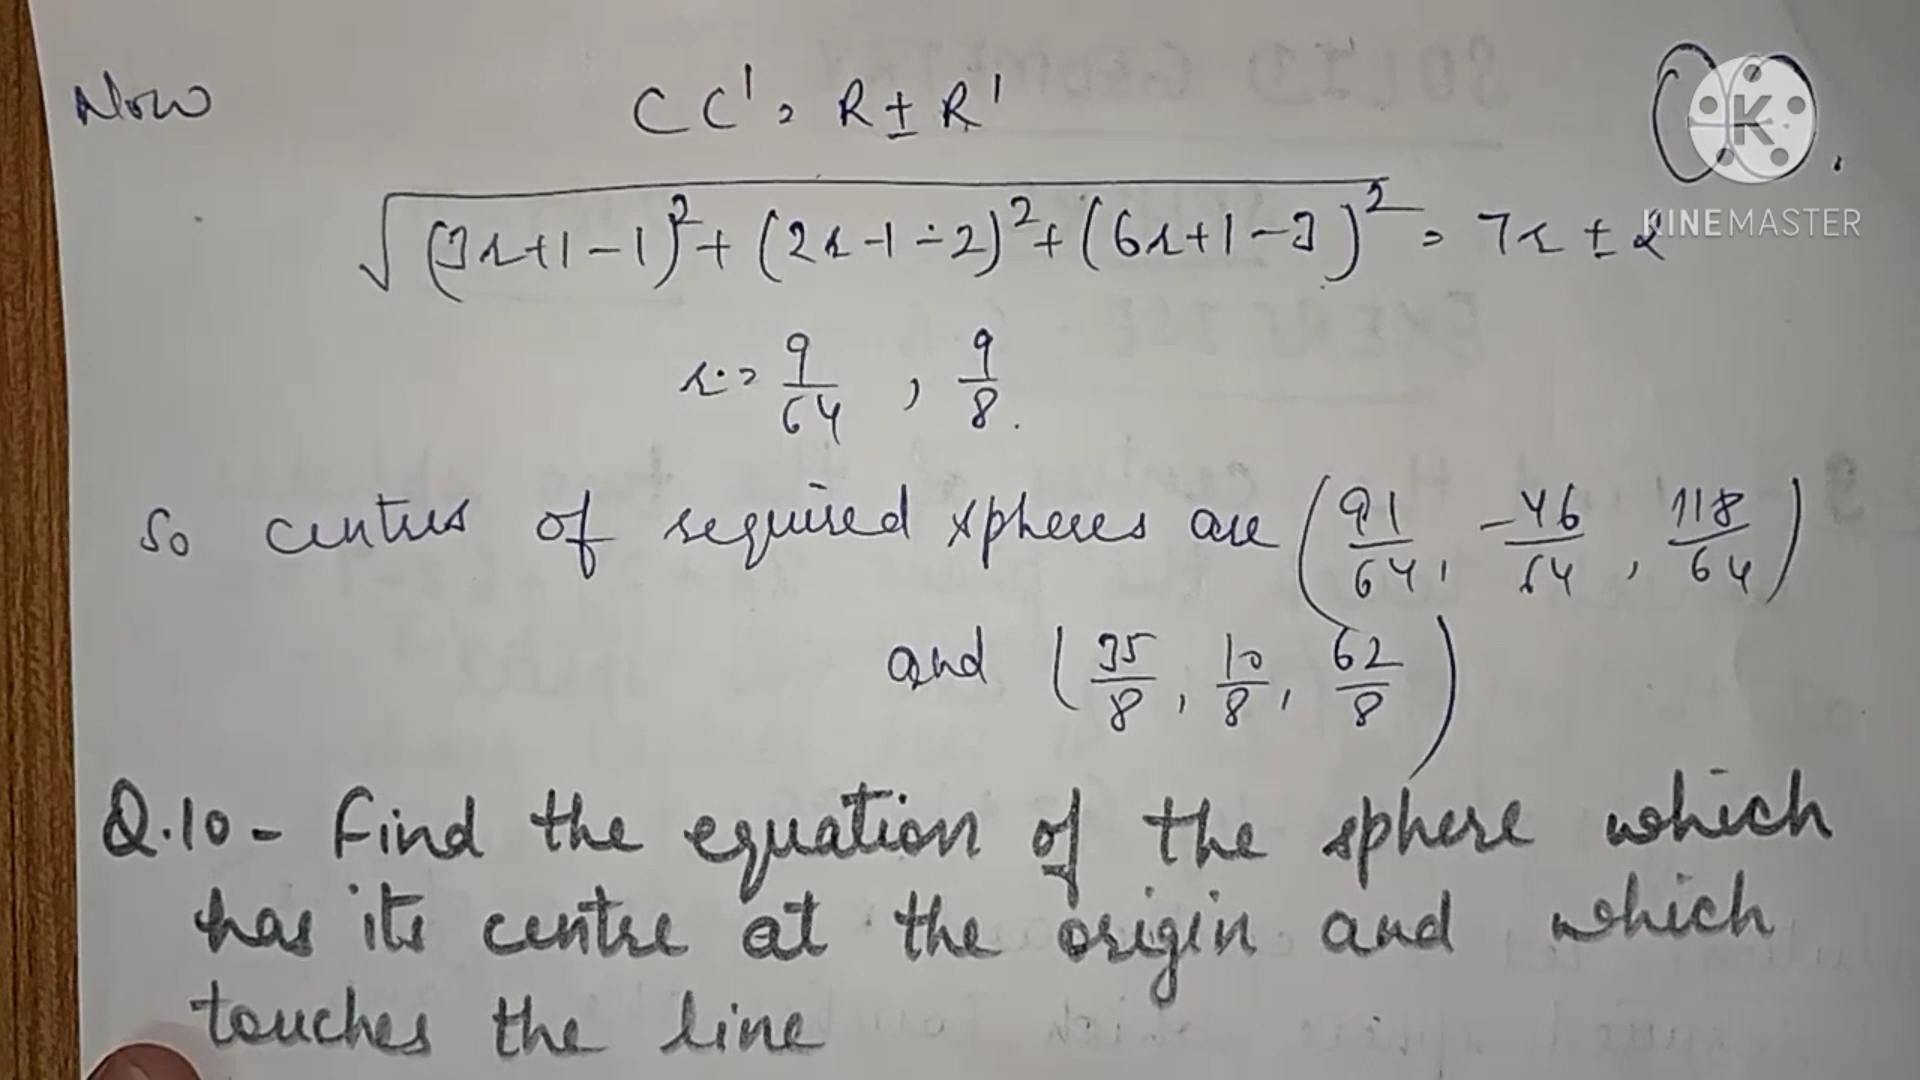 Now CC' = R ± R'
√(3r+1-1)²+(2r-1-2)²+(6r+1-3)² = 7r ± 2
r = 9/64 , 9/8.
So centres of required spheres are (91/64, -46/64, 118/64)
and (35/8, 10/8, 62/8)
Q.10- Find the equation of the sphere which
has its centre at the origin and which
touches the line
K
KINEMASTER